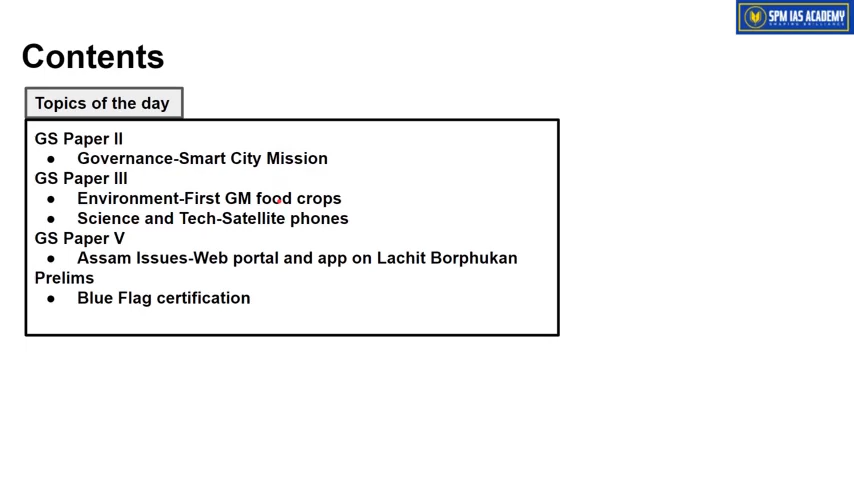 SPM IAS ACADEMY
SHAPING BRILLIANCE
Contents
Topics of the day
GS Paper II
● Governance-Smart City Mission
GS Paper III
● Environment-First GM food crops
● Science and Tech-Satellite phones
GS Paper V
● Assam Issues-Web portal and app on Lachit Borphukan
Prelims
● Blue Flag certification